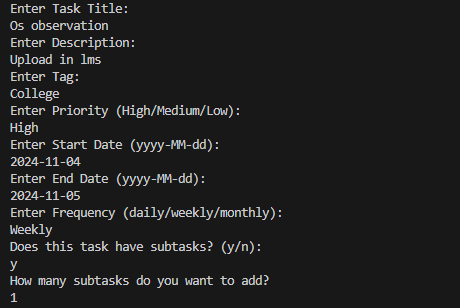 Enter Task Title:
Os observation
Enter Description:
Upload in lms
Enter Tag:
College
Enter Priority (High/Medium/Low):
High
Enter Start Date (yyyy-MM-dd):
2024-11-04
Enter End Date (yyyy-MM-dd):
2024-11-05
Enter Frequency (daily/weekly/monthly):
Weekly
Does this task have subtasks? (y/n):
y
How many subtasks do you want to add?
1